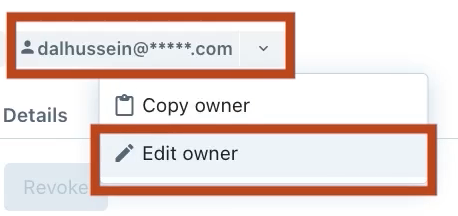 dalhussein@*****.com
Copy owner
Details
Edit owner
Revoke